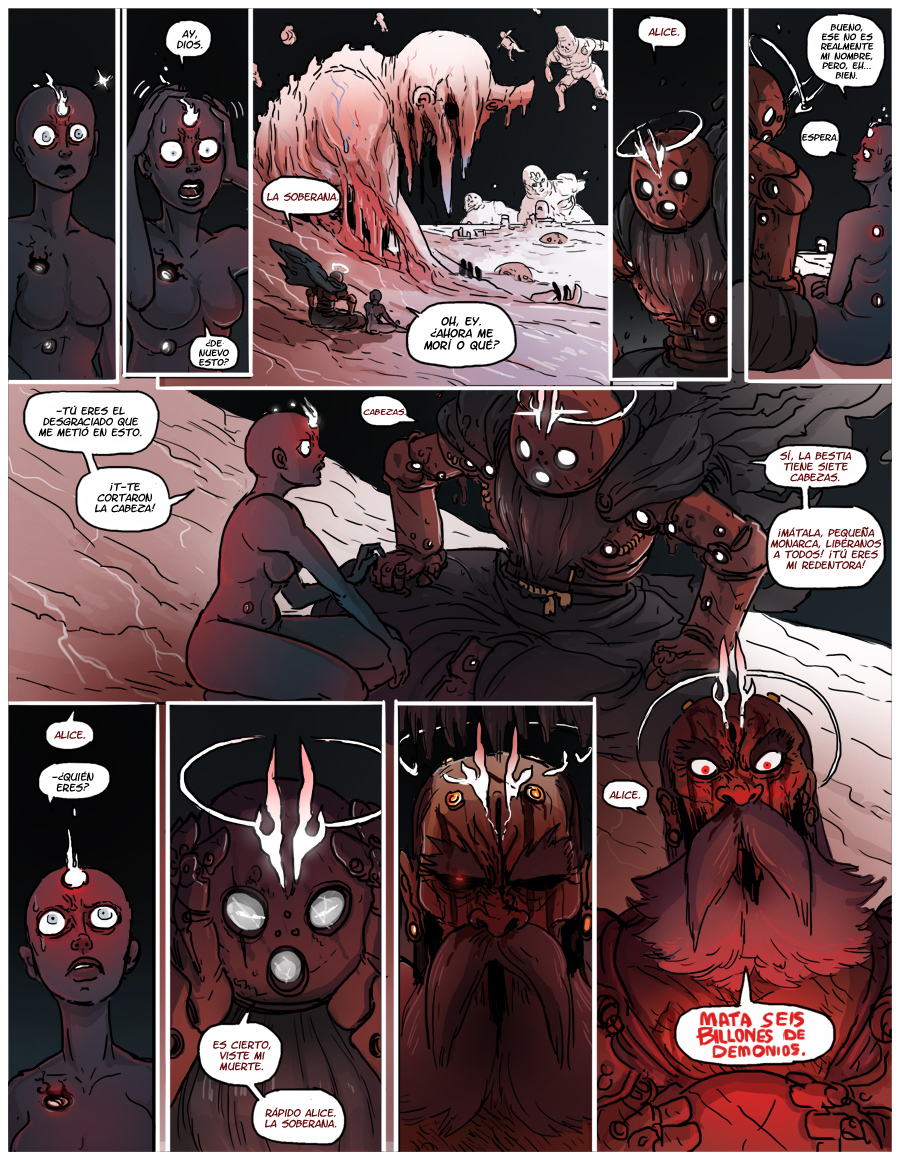 AY,
DIOS.
¿DE
NUEVO
ESTO?
LA SOBERANA.
OH, EY.
¿AHORA ME
MORÍ O QUÉ?
ALICE.
BUENO,
ESE NO ES
REALMENTE
MI NOMBRE,
PERO, EH...
BIEN.
ESPERA.
-TÚ ERES EL
DESGRACIADO QUE
ME METIÓ EN ESTO.
¡T-TE
CORTARON
LA CABEZA!
CABEZAS.
SÍ, LA BESTIA
TIENE SIETE
CABEZAS.
¡MÁTALA, PEQUEÑA
MONARCA, LIBÉRANOS
A TODOS! ¡TÚ ERES
MI REDENTORA!
ALICE.
-¿QUIÉN
ERES?
ES CIERTO,
VISTE MI
MUERTE.
RÁPIDO ALICE.
LA SOBERANA.
ALICE.
MATA SEIS
BILLONES DE
DEMONIOS.